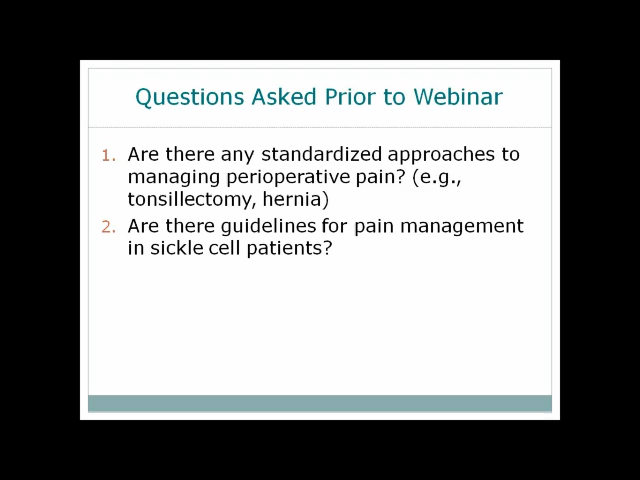 Questions Asked Prior to Webinar
1. Are there any standardized approaches to
managing perioperative pain? (e.g.,
tonsillectomy, hernia)
2. Are there guidelines for pain management
in sickle cell patients?